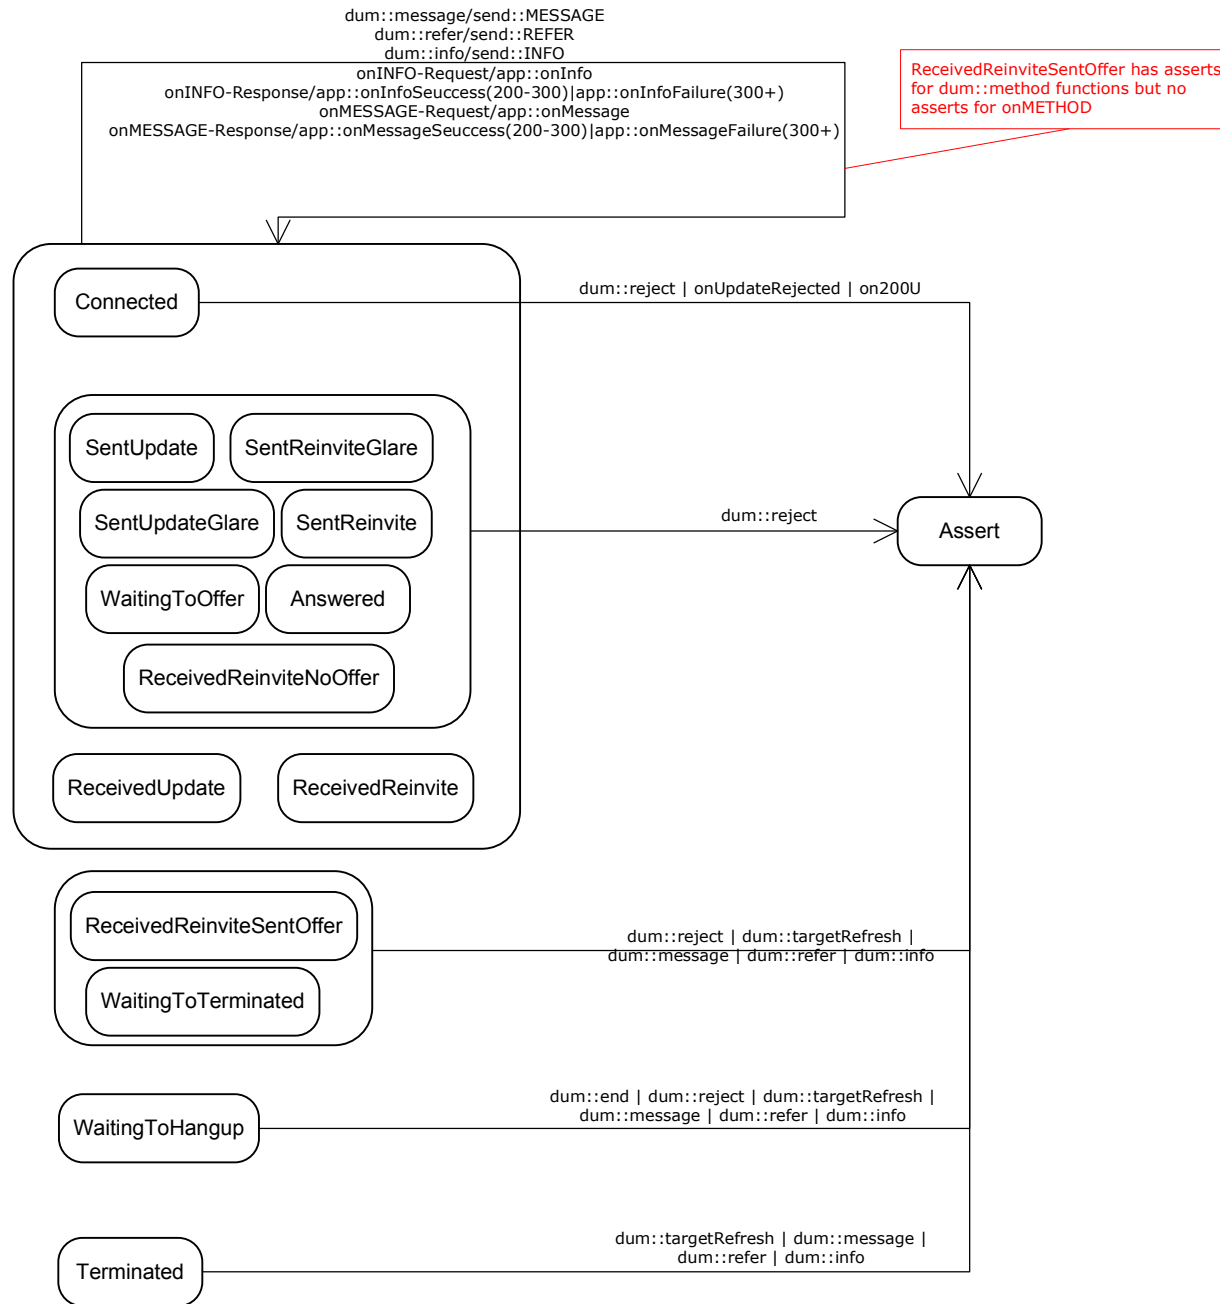 dum::message/send::MESSAGE
dum::refer/send::REFER
dum::info/send::INFO
onINFO-Request/app::onInfo
onINFO-Response/app::onInfoSeuccess(200-300)|app::onInfoFailure(300+)
onMESSAGE-Request/app::onMessage
onMESSAGE-Response/app::onMessageSeuccess(200-300)|app::onMessageFailure(300+)
ReceivedReinviteSentOffer has asserts
for dum::method functions but no
asserts for onMETHOD
Connected
dum::reject | onUpdateRejected | on200U
SentUpdate
SentReinviteGlare
SentUpdateGlare
SentReinvite
dum::reject
Assert
WaitingToOffer
Answered
ReceivedReinviteNoOffer
ReceivedUpdate
ReceivedReinvite
ReceivedReinviteSentOffer
WaitingToTerminated
dum::reject | dum::targetRefresh |
dum::message | dum::refer | dum::info
WaitingToHangup
dum::end | dum::reject | dum::targetRefresh |
dum::message | dum::refer | dum::info
Terminated
dum::targetRefresh | dum::message |
dum::refer | dum::info